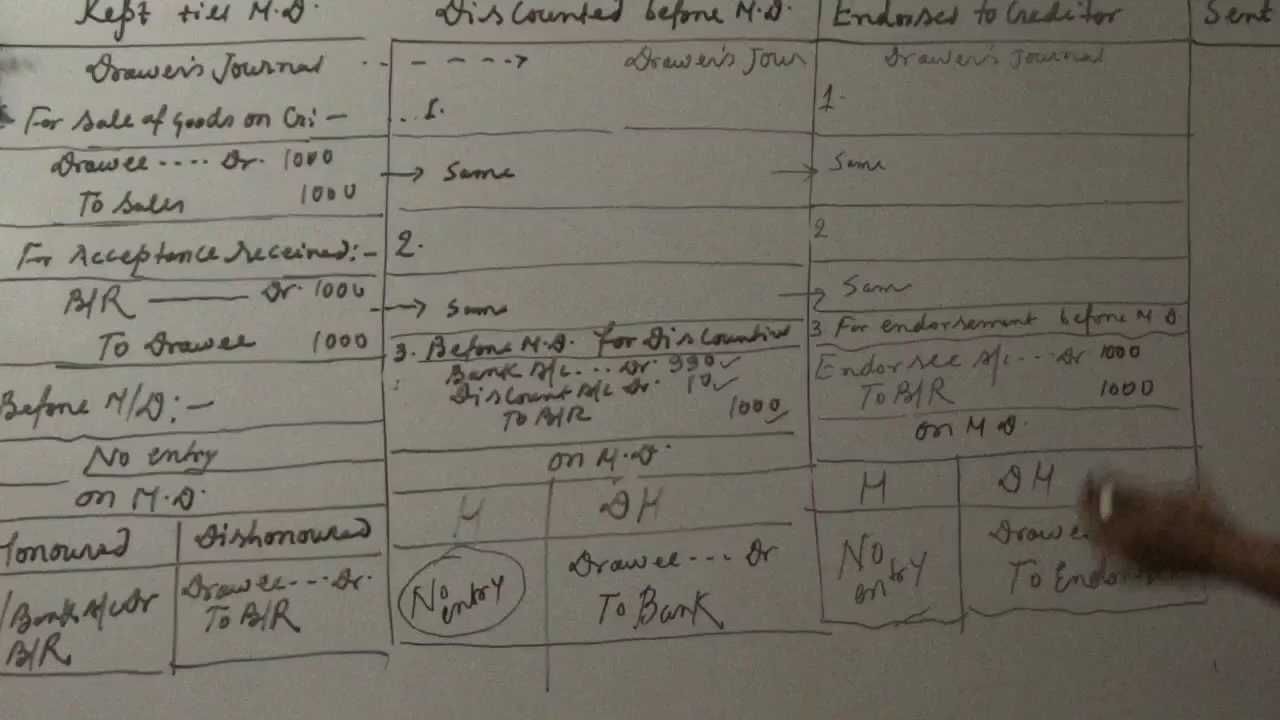 Kept till M.D.
Drawer's Journal
For Sale of goods on Cr: -
Drawee .... Dr. 1000
To Sales 1000
For Acceptance received: -
B/R Dr. 1000
To Drawee 1000
Before M/D: -
No entry
on M.D.
Honoured Dishonoured
/Bank A/c Dr
B/R
Drawee --- Dr.
To B/R
Discounted before M.D.
Drawer's Jour
1.
Same
2.
Same
3. Before M.D. For Discounting
Bank A/c .... Dr. 990
Discount A/c Dr. 10
To B/R 1000
on M.D.
H DH
No entry
Drawee --- Dr
To Bank
Endorsed to Creditor
Drawer's Journal
1.
Same
2
Sam
3. For endorsement before M.D.
Endorsee A/c ... Dr 1000
To B/R 1000
on M.D.
H DH
No entry
Drawe
To Endors
Sent